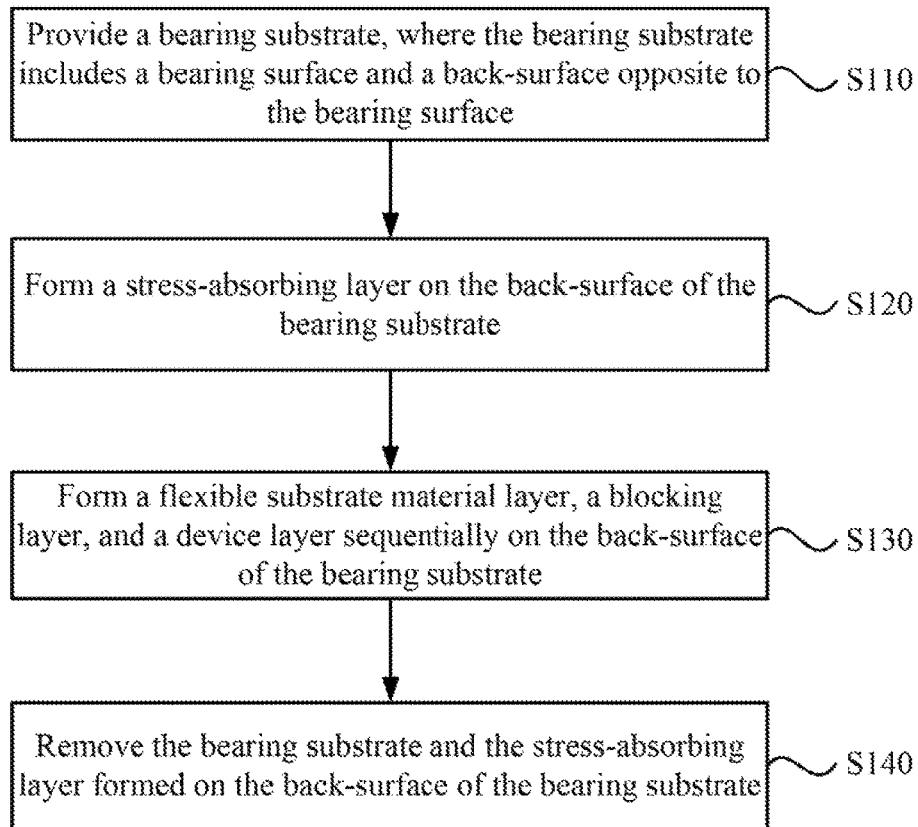 Provide a bearing substrate, where the bearing substrate
includes a bearing surface and a back-surface opposite to
the bearing surface
S110
Form a stress-absorbing layer on the back-surface of the
bearing substrate
S120
Form a flexible substrate material layer, a blocking
layer, and a device layer sequentially on the back-surface
of the bearing substrate
S130
Remove the bearing substrate and the stress-absorbing
layer formed on the back-surface of the bearing substrate
S140